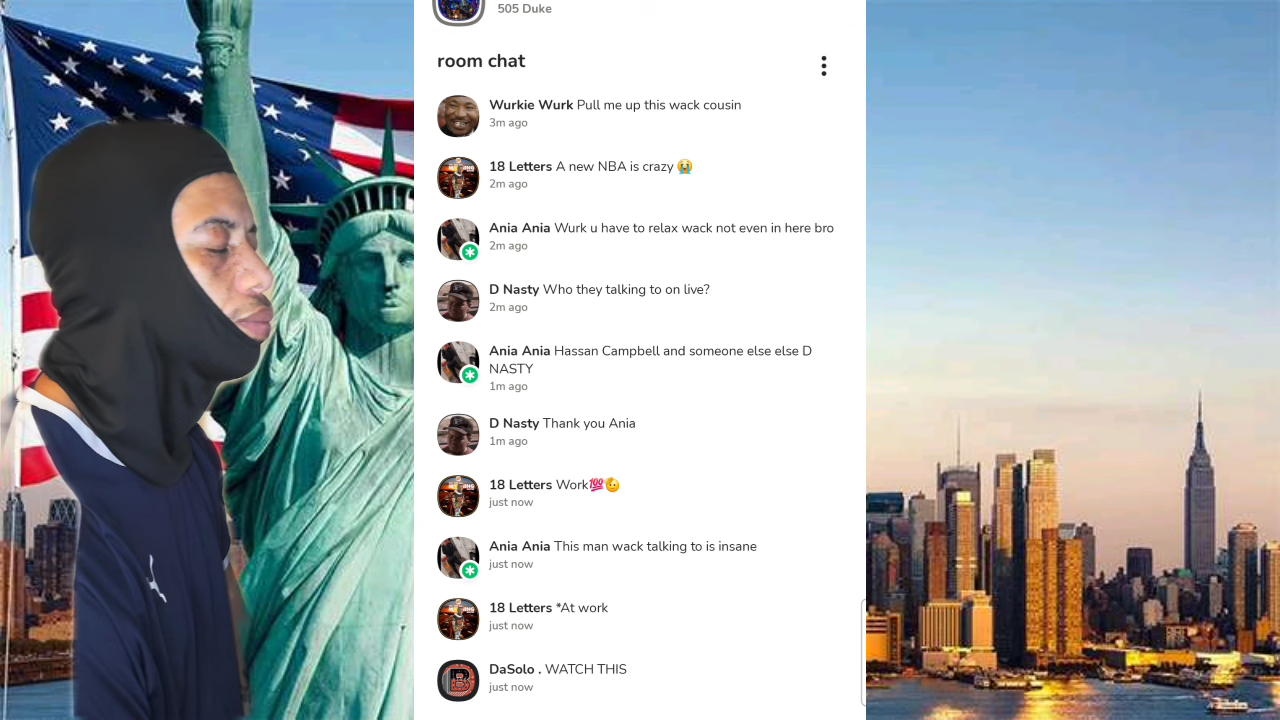 505 Duke
room chat
Wurkie Wurk Pull me up this wack cousin
3m ago
18 Letters A new NBA is crazy 😭
2m ago
Ania Ania Wurk u have to relax wack not even in here bro
2m ago
D Nasty Who they talking to on live?
2m ago
Ania Ania Hassan Campbell and someone else else D
NASTY
1m ago
D Nasty Thank you Ania
1m ago
18 Letters Work💯🫡
just now
Ania Ania This man wack talking to is insane
just now
18 Letters *At work
just now
DaSolo . WATCH THIS
just now